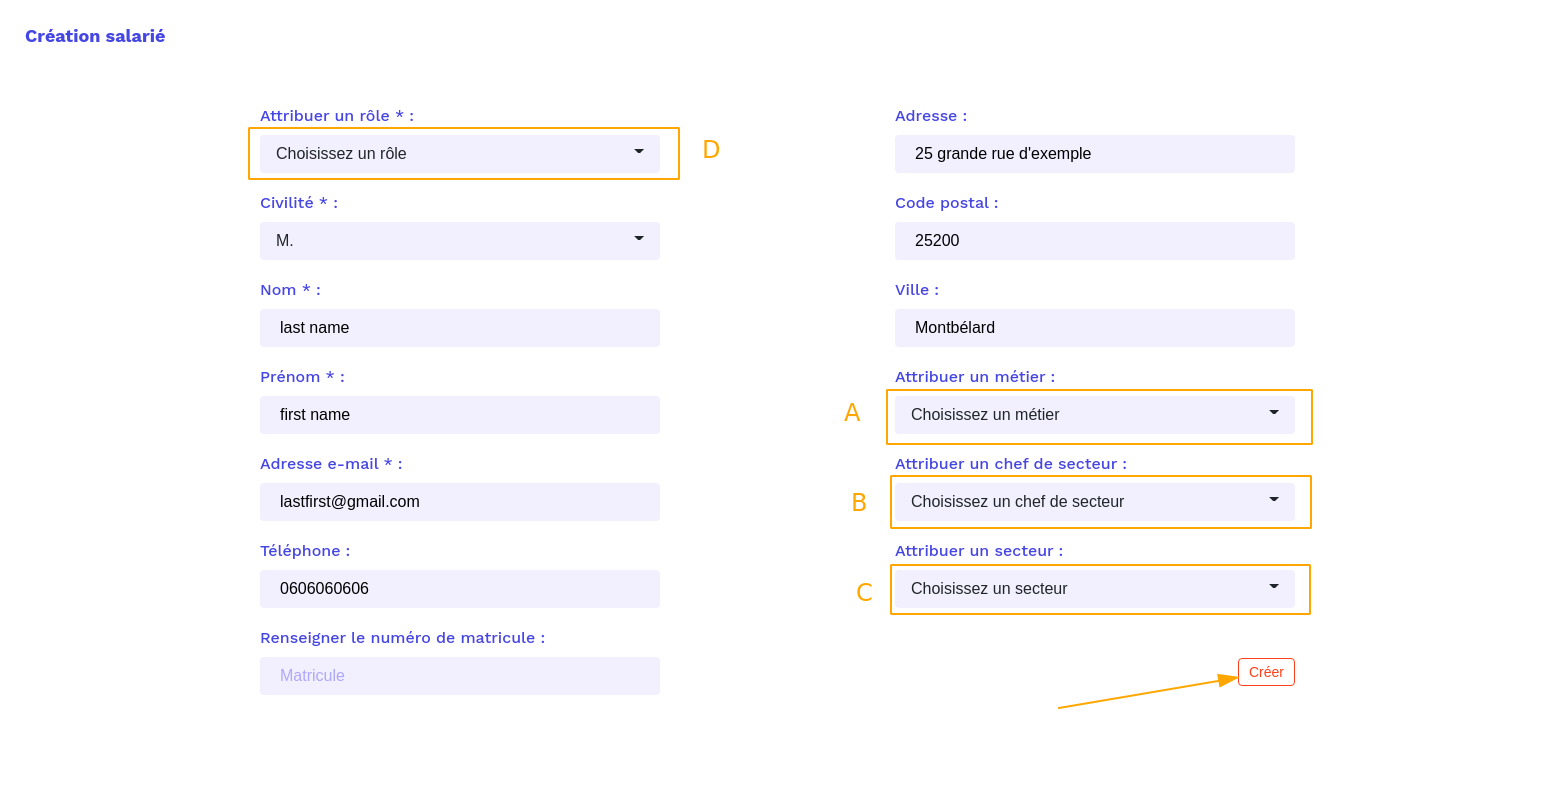 Création salarié
Attribuer un rôle * :
Choisissez un rôle
D
Civilité * :
M.
Nom * :
last name
Prénom * :
first name
Adresse e-mail * :
lastfirst@gmail.com
Téléphone :
0606060606
Renseigner le numéro de matricule :
Matricule
Adresse :
25 grande rue d'exemple
Code postal :
25200
Ville :
Montbélard
Attribuer un métier :
A
Choisissez un métier
Attribuer un chef de secteur :
B
Choisissez un chef de secteur
Attribuer un secteur :
C
Choisissez un secteur
Créer